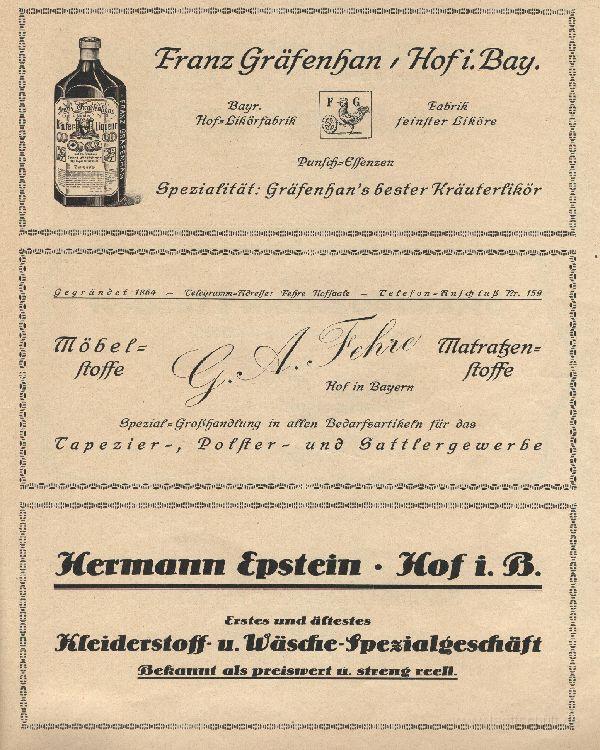 Franz Gräfenhan / Hof i. Bay.
Bayr.
Hof=Likörfabrik
F G
Fabrik
feinster Liköre
Punsch=Essenzen
Spezialität: Gräfenhan's bester Kräuterlikör
Gegründet 1864 – Telegramm=Adresse: Fehre Hofsaale – Telefon=Anschluß Nr. 159
Möbel=
stoffe
G. A. Fehre
Hof in Bayern
Matratzen=
stoffe
Spezial=Großhandlung in allen Bedarfsartikeln für das
Tapezier-, Polster- und Sattlergewerbe
Hermann Epstein · Hof i. B.
Erstes und ältestes
Kleiderstoff- u. Wäsche-Spezialgeschäft
Bekannt als preiswert u. streng reell.